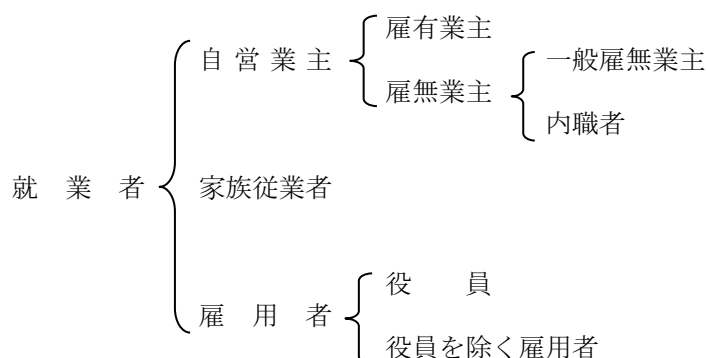 雇有業主
自営業主
一般雇無業主
雇無業主
内職者
就業者
家族従業者
役員
雇用者
役員を除く雇用者